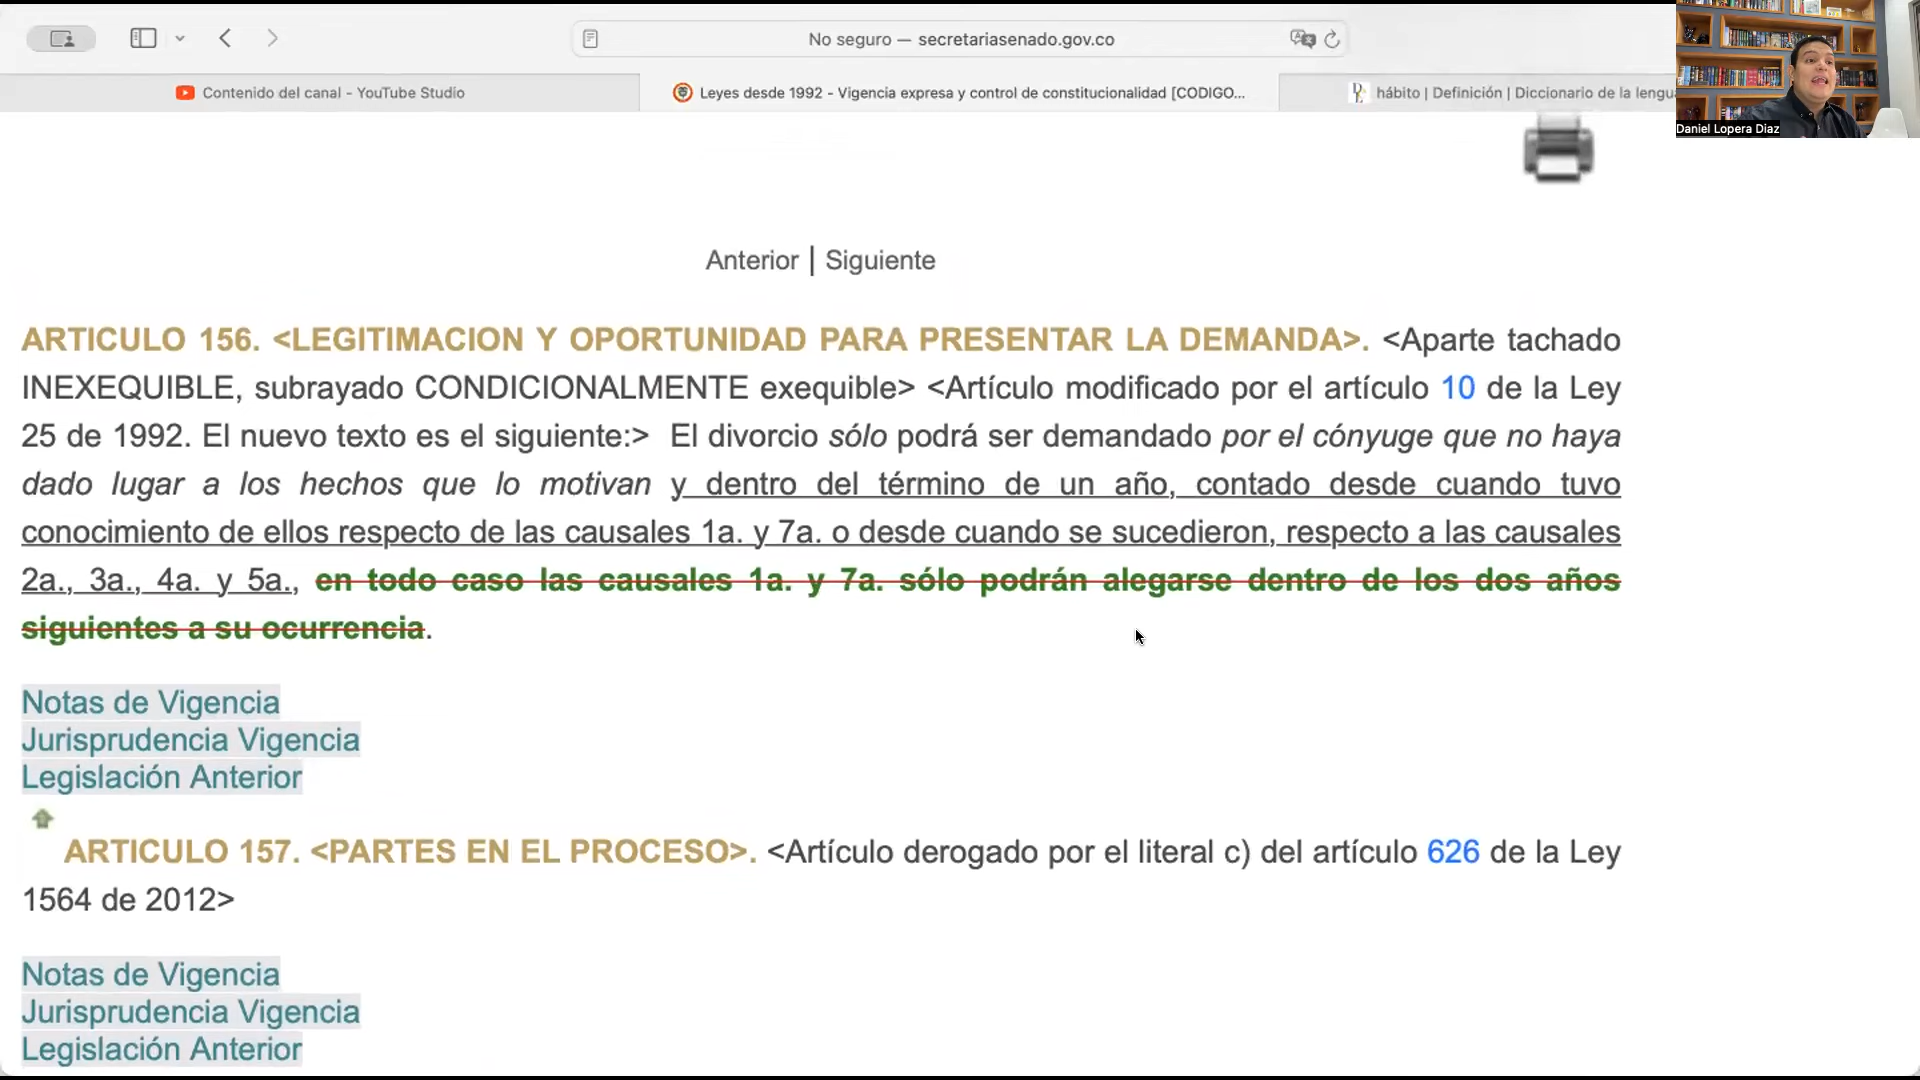 No seguro — secretariasenado.gov.co
Contenido del canal - YouTube Studio
Leyes desde 1992 - Vigencia expresa y control de constitucionalidad [CODIGO...
hábito | Definición | Diccionario de la lengua
Daniel Lopera Diaz
Anterior | Siguiente
ARTICULO 156. <LEGITIMACION Y OPORTUNIDAD PARA PRESENTAR LA DEMANDA>. <Aparte tachado
INEXEQUIBLE, subrayado CONDICIONALMENTE exequible> <Artículo modificado por el artículo 10 de la Ley
25 de 1992. El nuevo texto es el siguiente:> El divorcio sólo podrá ser demandado por el cónyuge que no haya
dado lugar a los hechos que lo motivan y dentro del término de un año, contado desde cuando tuvo
conocimiento de ellos respecto de las causales 1a. y 7a. o desde cuando se sucedieron, respecto a las causales
2a., 3a., 4a. y 5a., en todo caso las causales 1a. y 7a. sólo podrán alegarse dentro de los dos años
siguientes a su ocurrencia.
Notas de Vigencia
Jurisprudencia Vigencia
Legislación Anterior
ARTICULO 157. <PARTES EN EL PROCESO>. <Artículo derogado por el literal c) del artículo 626 de la Ley
1564 de 2012>
Notas de Vigencia
Jurisprudencia Vigencia
Legislación Anterior